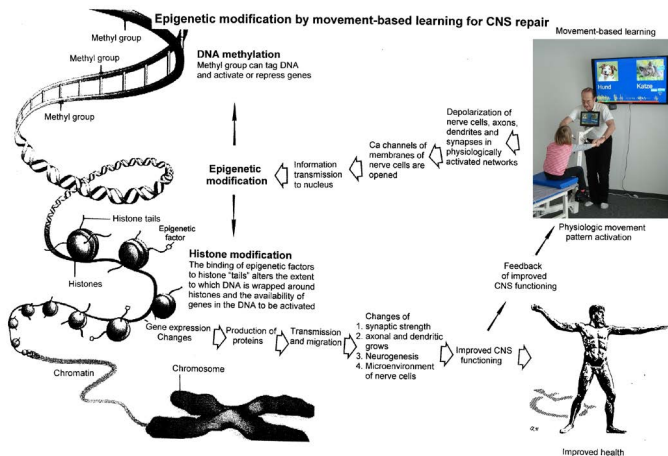 Epigenetic modification by movement-based learning for CNS repair
Methyl group
Methyl group
Methyl group
DNA methylation
Methyl group can tag DNA
and activate or repress genes
Movement-based learning
Hund
Katze
Depolarization of
nerve cells, axons,
dendrites and
synapses in
physiologically
activated networks
Ca channels of
membranes of
nerve cells are
opened
Information
transmission
to nucleus
Epigenetic
modification
Histone tails
Epigenetic
factor
Histones
Histone modification
The binding of epigenetic factors
to histone "tails" alters the extent
to which DNA is wrapped around
histones and the availability of
genes in the DNA to be activated
Physiologic movement
pattern activation
Feedback
of improved
CNS functioning
Gene expression
Changes
Production of
proteins
Transmission
and migration
Changes of
1. synaptic strength
2. axonal and dendritic
grows
3. Neurogenesis
4. Microenvironment
of nerve cells
Improved CNS
functioning
Chromatin
Chromosome
Improved health